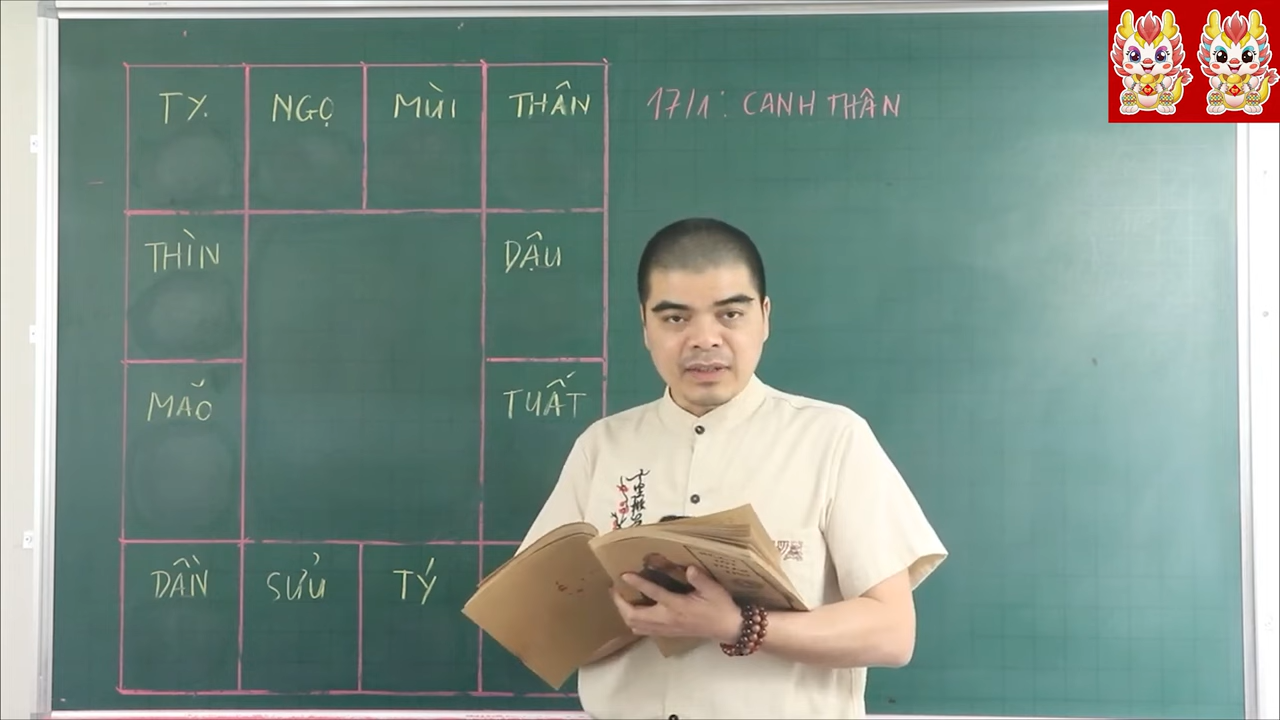 TỴ NGỌ MÙI THÂN 17/1: CANH THÂN
THÌN DẬU
MÃO TUẤT
DẦN SỬU TÝ